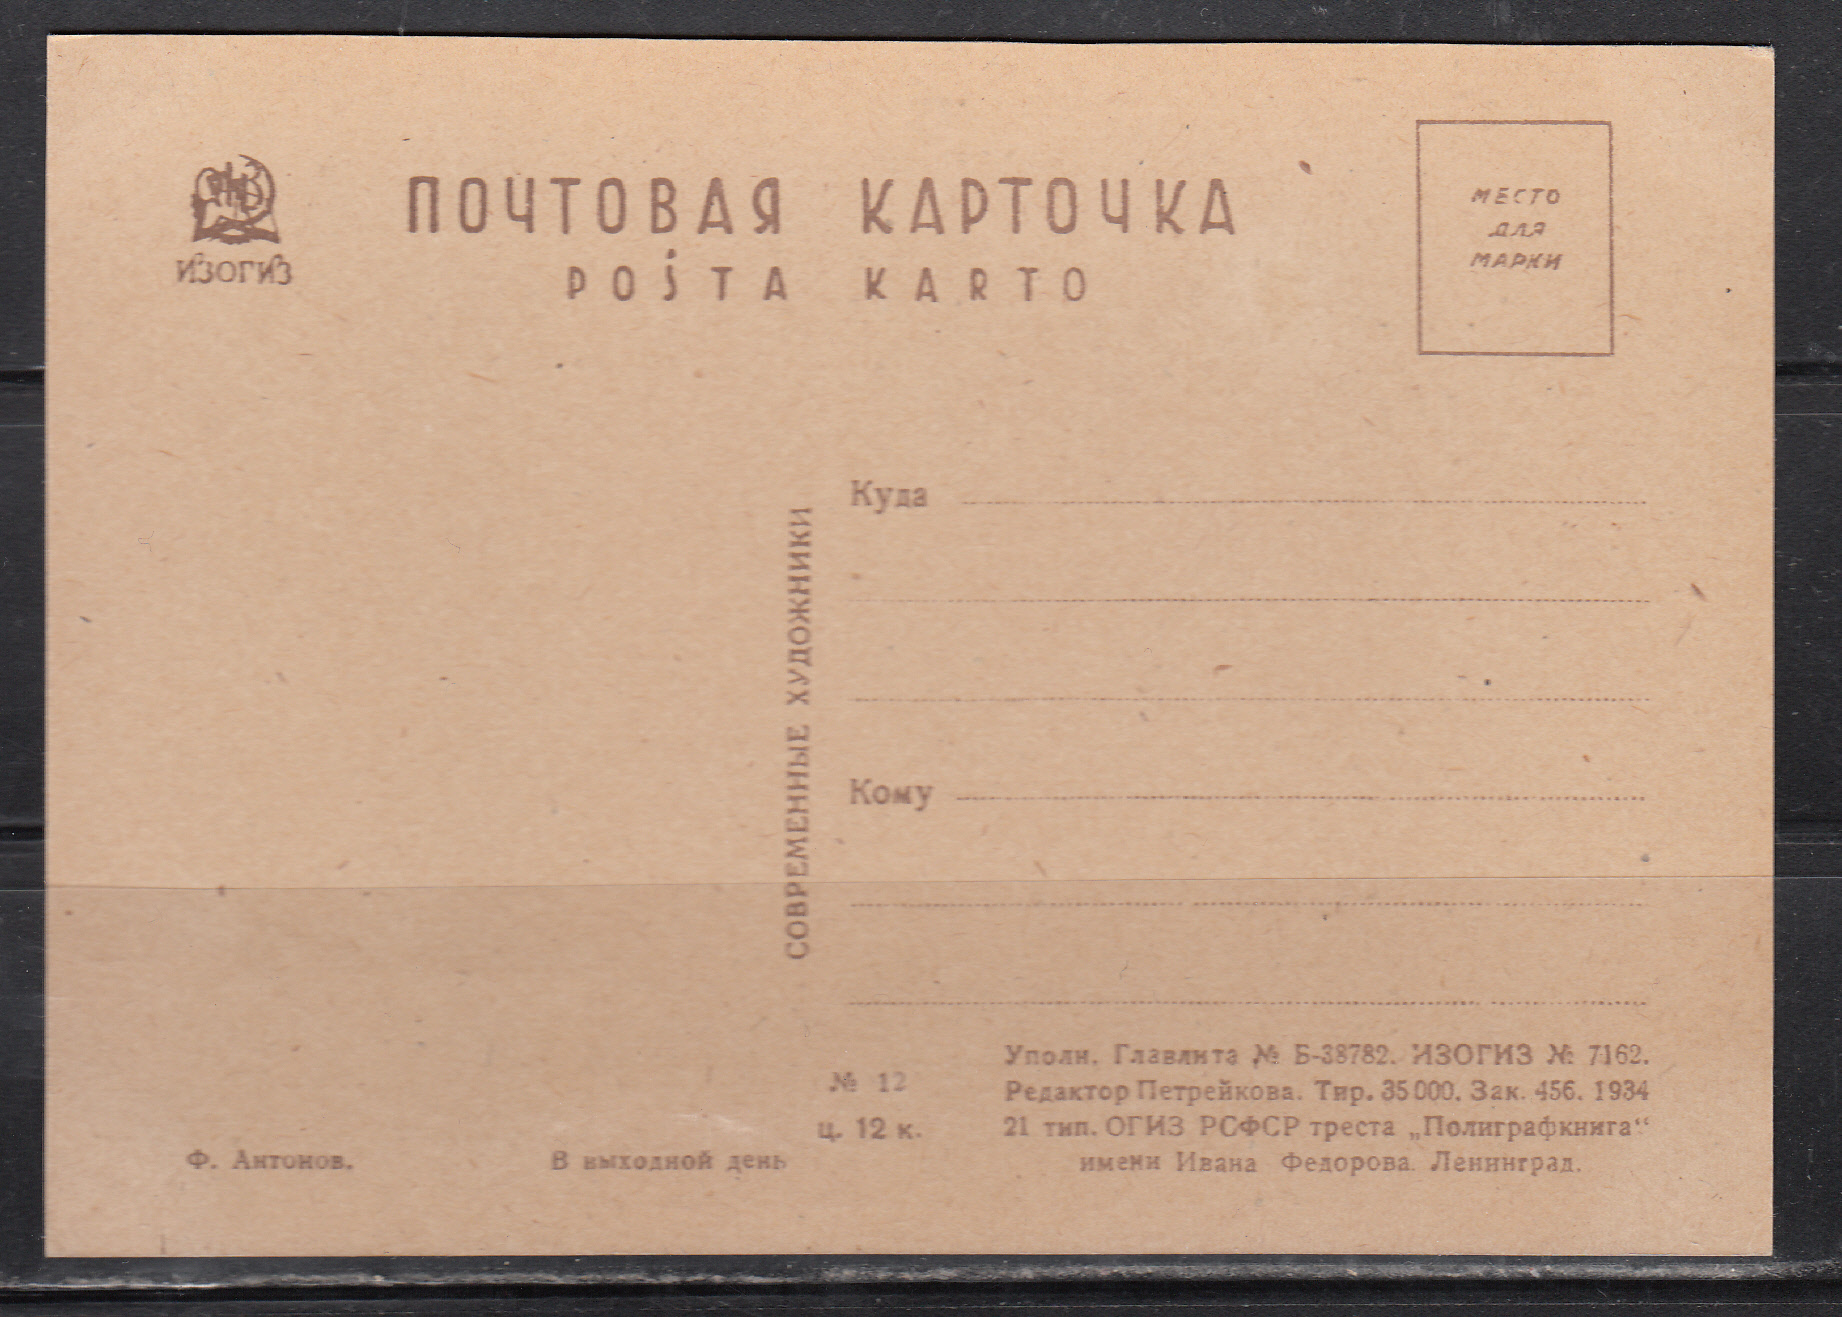 ИЗОГИЗ
ПОЧТОВАЯ КАРТОЧКА
POŜTA KARTO
МЕСТО
ДЛЯ
МАРКИ
СОВРЕМЕННЫЕ ХУДОЖНИКИ
Куда
Кому
№ 12
ц. 12 к.
Ф. Антонов.
В выходной день
Уполн. Главлита № Б-38782. ИЗОГИЗ № 7162.
Редактор Петрейкова. Тир. 35 000. Зак. 456. 1934
21 тип. ОГИЗ РСФСР треста „Полиграфкнига“
имени Ивана Федорова. Ленинград.